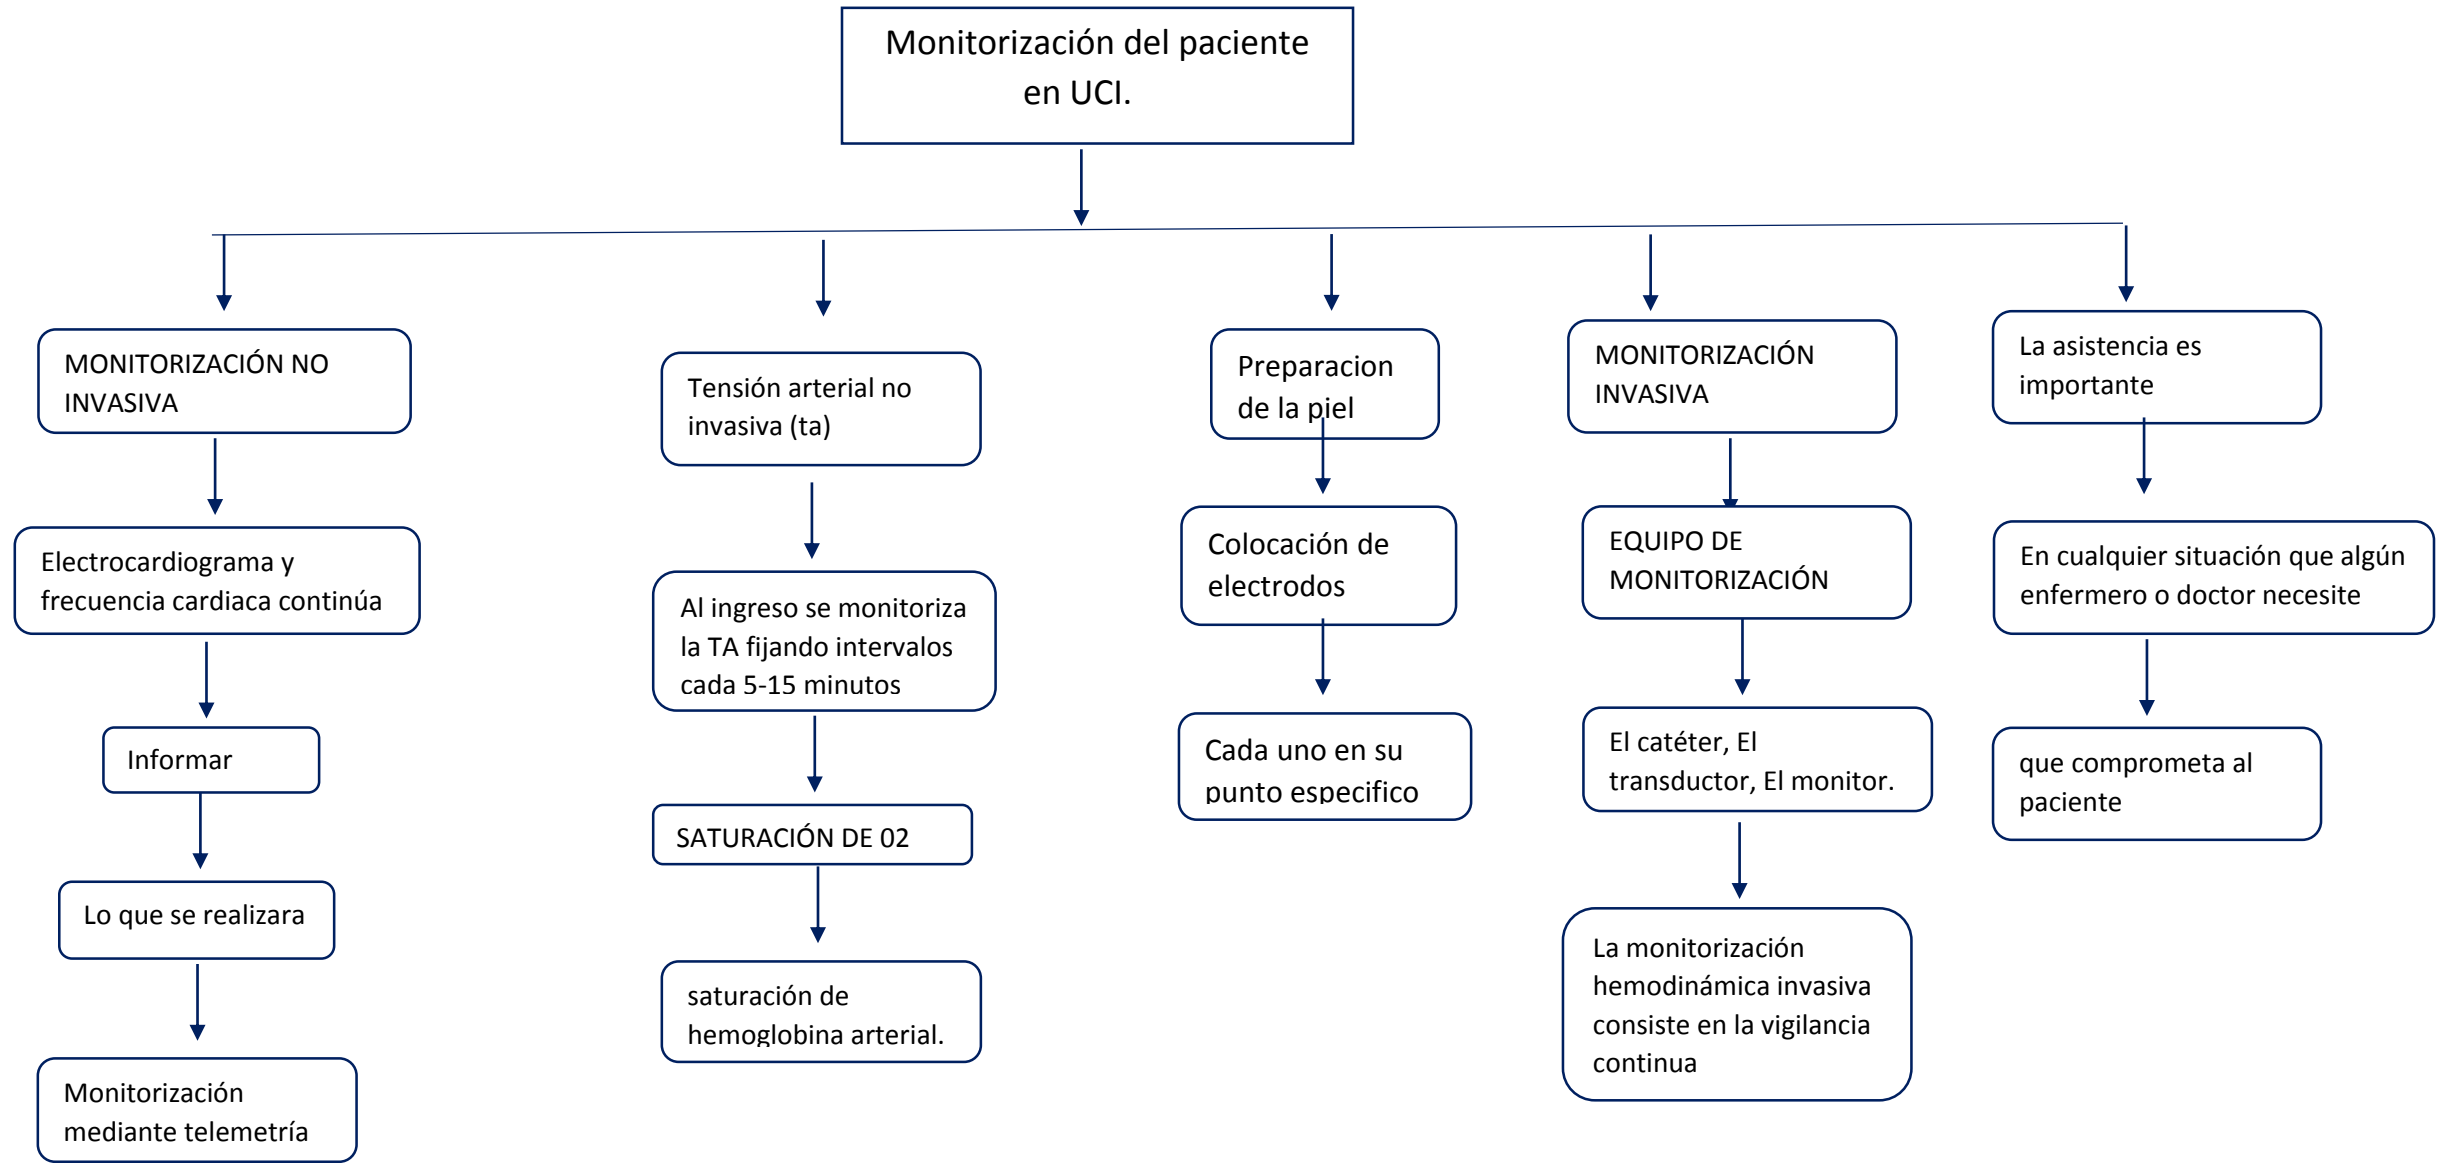 Monitorización del paciente
en UCI.
MONITORIZACIÓN NO
INVASIVA
Electrocardiograma y
frecuencia cardiaca continúa
Informar
Lo que se realizara
Monitorización
mediante telemetría
Tensión arterial no
invasiva (ta)
Al ingreso se monitoriza
la TA fijando intervalos
cada 5-15 minutos
SATURACIÓN DE 02
saturación de
hemoglobina arterial.
Preparacion
de la piel
Colocación de
electrodos
Cada uno en su
punto especifico
MONITORIZACIÓN
INVASIVA
EQUIPO DE
MONITORIZACIÓN
El catéter, El
transductor, El monitor.
La monitorización
hemodinámica invasiva
consiste en la vigilancia
continua
La asistencia es
importante
En cualquier situación que algún
enfermero o doctor necesite
que comprometa al
paciente